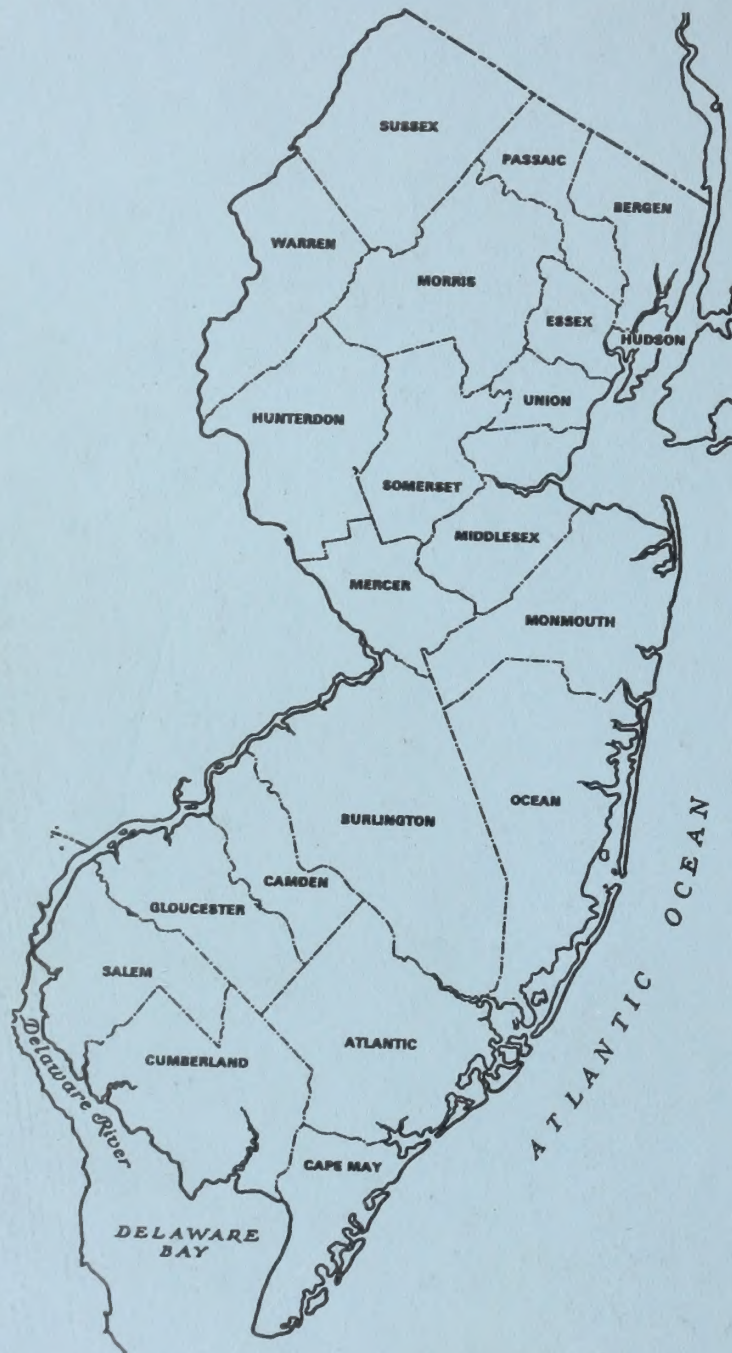 SUSSEX
PASSAIC
BERGEN
WARREN
MORRIS
ESSEX
HUDSON
UNION
HUNTERDON
SOMERSET
MIDDLESEX
MERCER
MONMOUTH
OCEAN
BURLINGTON
CAMDEN
GLOUCESTER
SALEM
ATLANTIC
CUMBERLAND
CAPE MAY
Delaware River
DELAWARE
BAY
ATLANTIC OCEAN